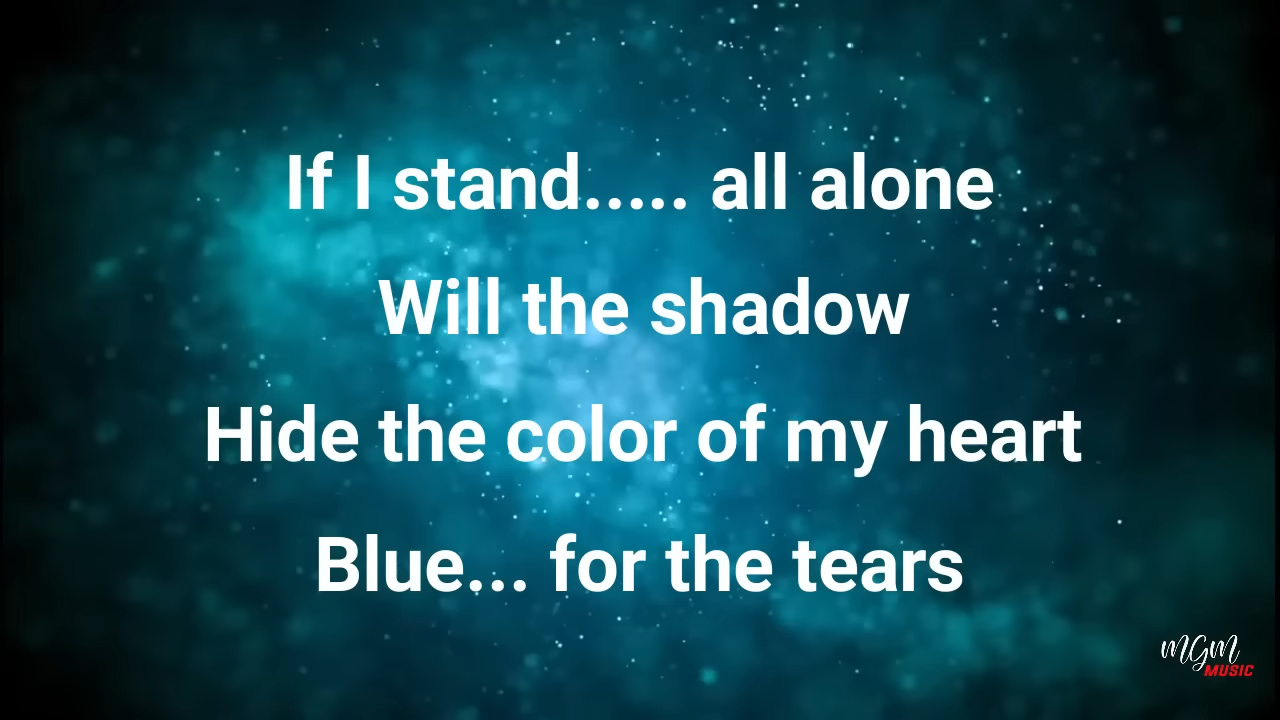 If I stand..... all alone
Will the shadow
Hide the color of my heart
Blue... for the tears
MGM
MUSIC